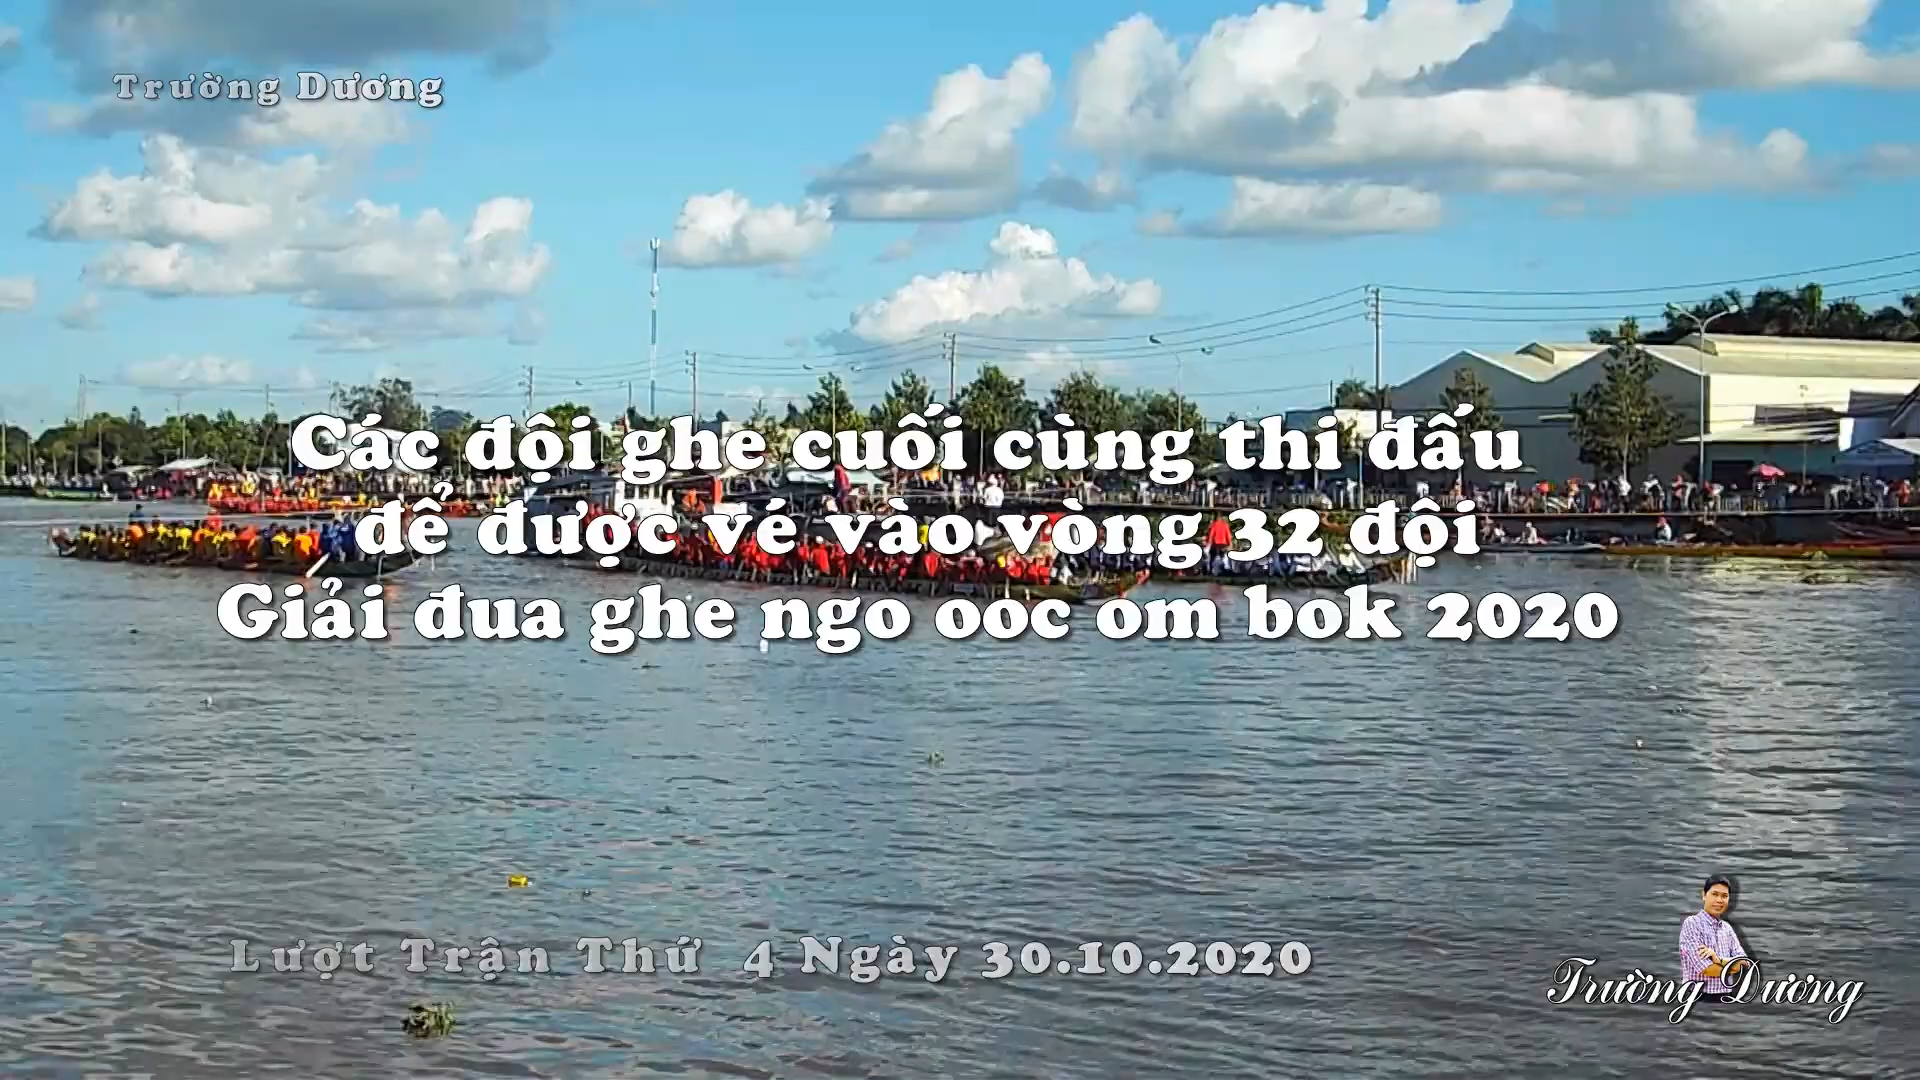 Trường Dương
Các đội ghe cuối cùng thi đấu
để được vé vào vòng 32 đội
Giải đua ghe ngo ooc om bok 2020
Lượt Trận Thứ 4 Ngày 30.10.2020
Trường Dương